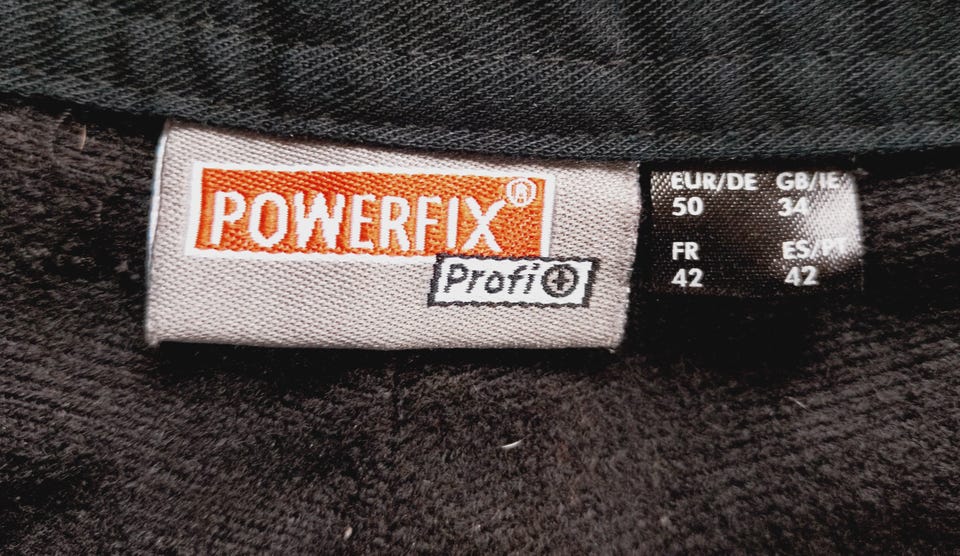 POWERFIX®
Profi+
EUR/DE GB/IE
50 34
FR ES/PT
42 42